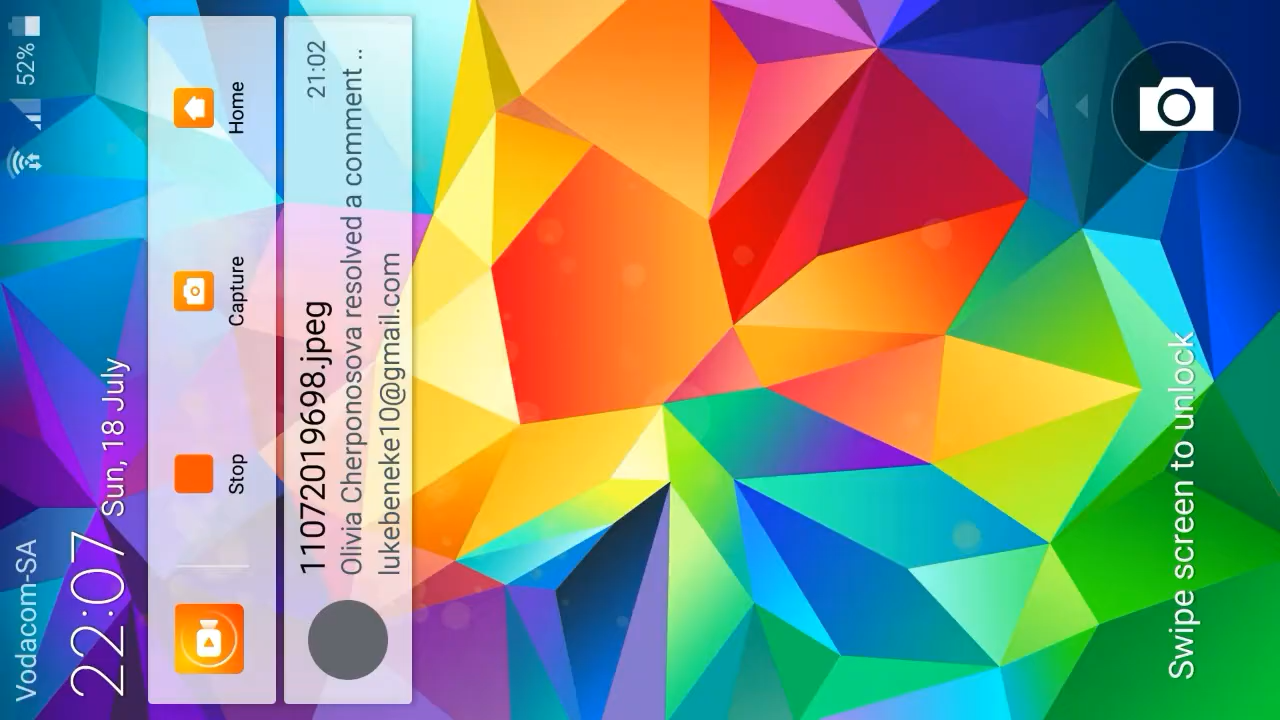 Vodacom-SA 52%
22:07 Sun, 18 July
Stop Capture Home
11072019698.jpeg 21:02
Olivia Cherponosova resolved a comment ..
lukebeneke10@gmail.com
Swipe screen to unlock